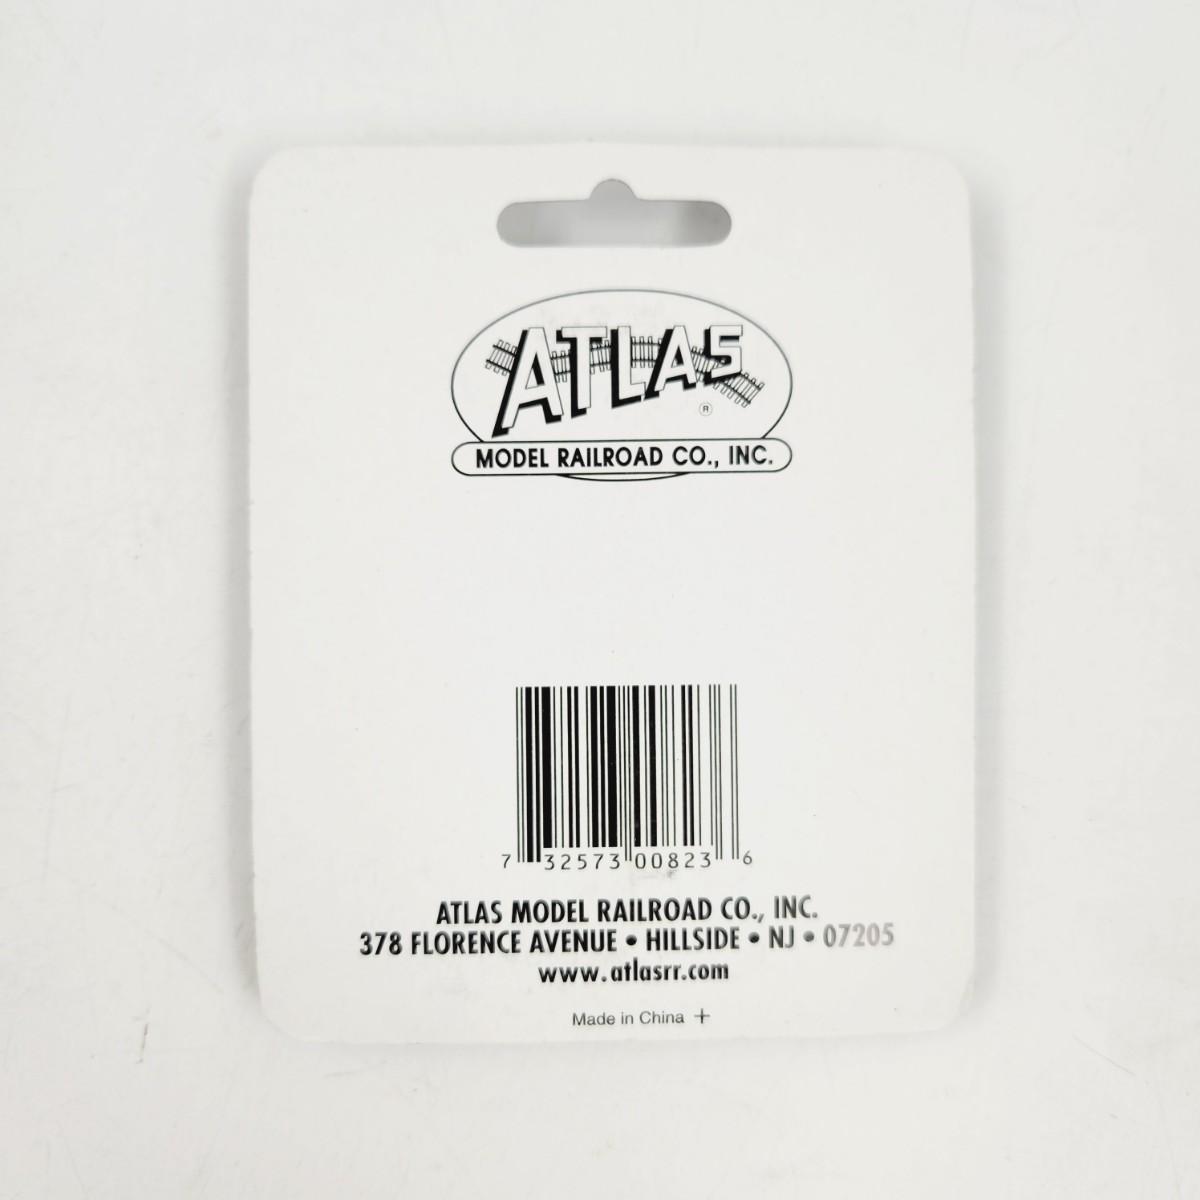 ATLAS
®
MODEL RAILROAD CO., INC.
7 32573 00823 6
ATLAS MODEL RAILROAD CO., INC.
378 FLORENCE AVENUE • HILLSIDE • NJ • 07205
www.atlasrr.com
Made in China +